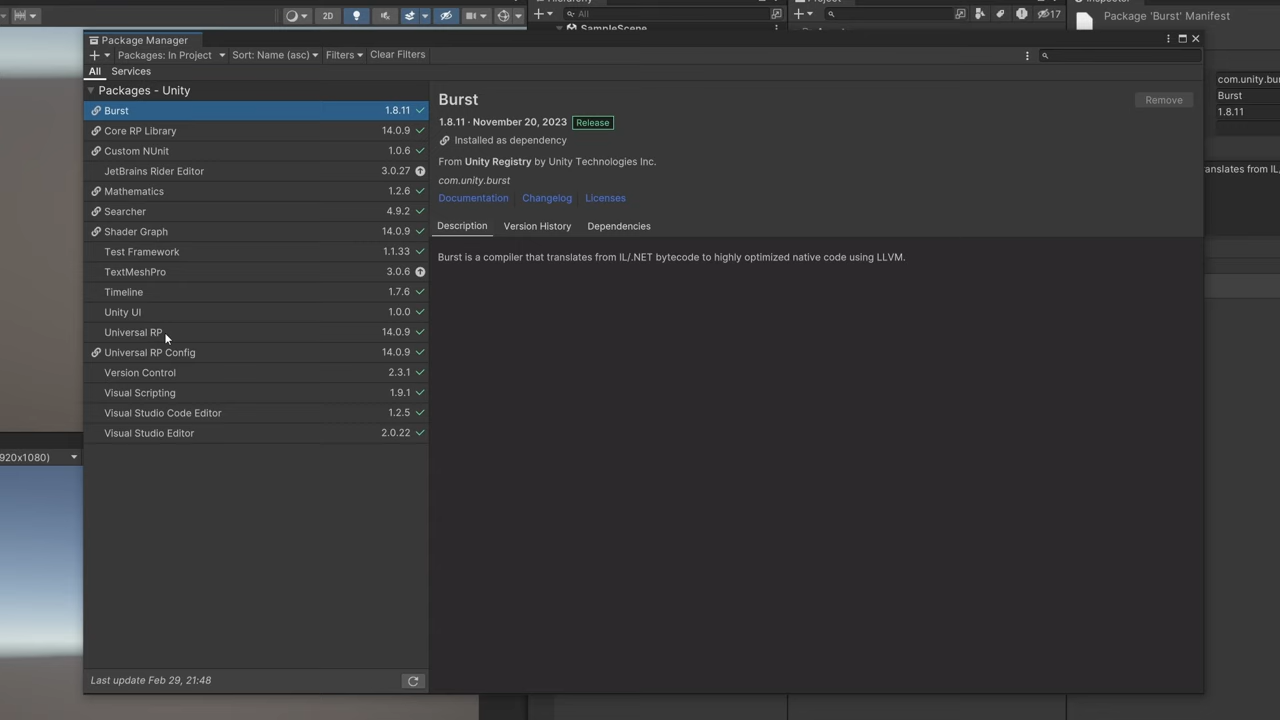 Hierarchy
Project
Inspector
2D
All
17
Package 'Burst' Manifest
SampleScene
Package Manager
Packages: In Project
Sort: Name (asc)
Filters
Clear Filters
All
Services
Packages - Unity
Burst 1.8.11
Core RP Library 14.0.9
Custom NUnit 1.0.6
JetBrains Rider Editor 3.0.27
Mathematics 1.2.6
Searcher 4.9.2
Shader Graph 14.0.9
Test Framework 1.1.33
TextMeshPro 3.0.6
Timeline 1.7.6
Unity UI 1.0.0
Universal RP 14.0.9
Universal RP Config 14.0.9
Version Control 2.3.1
Visual Scripting 1.9.1
Visual Studio Code Editor 1.2.5
Visual Studio Editor 2.0.22
Last update Feb 29, 21:48
Burst
Remove
1.8.11 · November 20, 2023 Release
Installed as dependency
From Unity Registry by Unity Technologies Inc.
com.unity.burst
Documentation Changelog Licenses
Description Version History Dependencies
Burst is a compiler that translates from IL/.NET bytecode to highly optimized native code using LLVM.
com.unity.bur
Burst
1.8.11
anslates from IL/
920x1080)